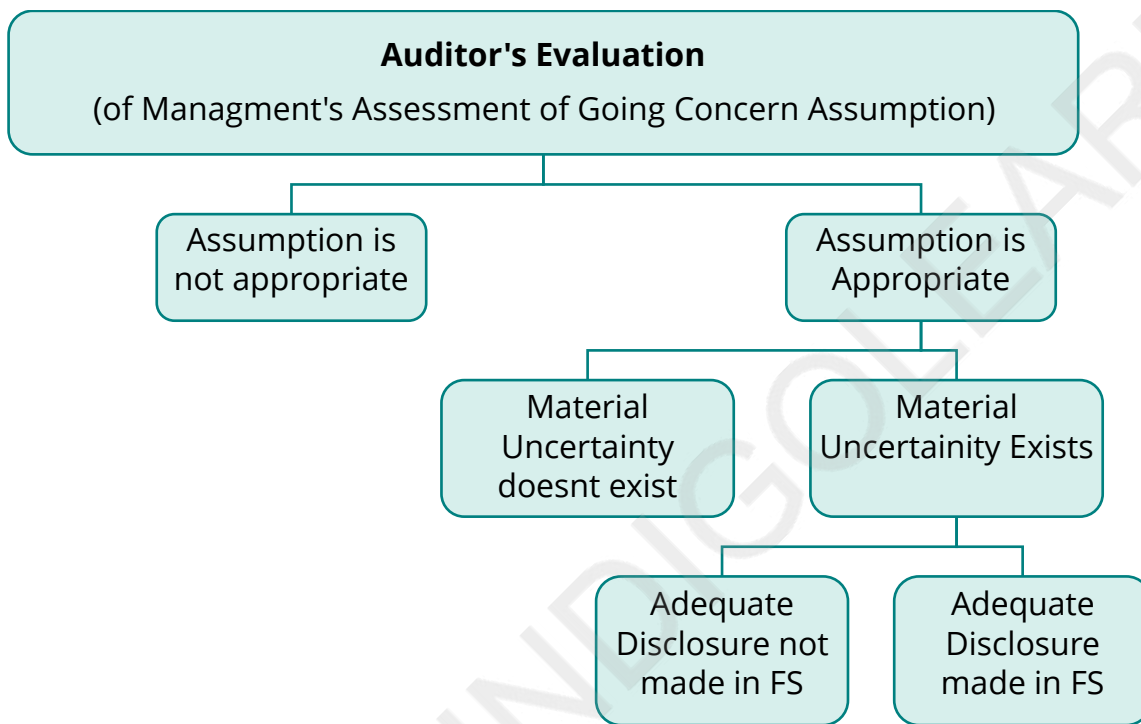 Auditor's Evaluation
(of Managment's Assessment of Going Concern Assumption)
Assumption is
not appropriate
Assumption is
Appropriate
Material
Uncertainty
doesnt exist
Material
Uncertainity Exists
Adequate
Disclosure not
made in FS
Adequate
Disclosure
made in FS
INDIGOLEAR